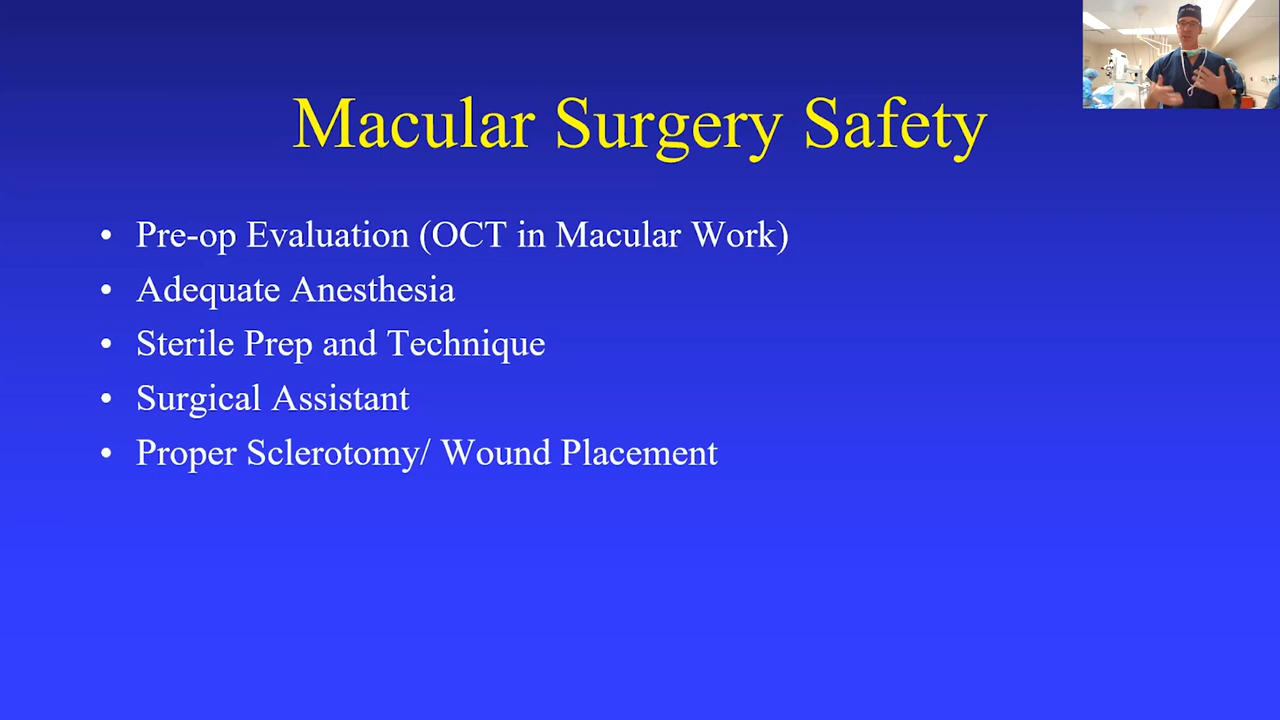 Macular Surgery Safety
• Pre-op Evaluation (OCT in Macular Work)
• Adequate Anesthesia
• Sterile Prep and Technique
• Surgical Assistant
• Proper Sclerotomy/ Wound Placement